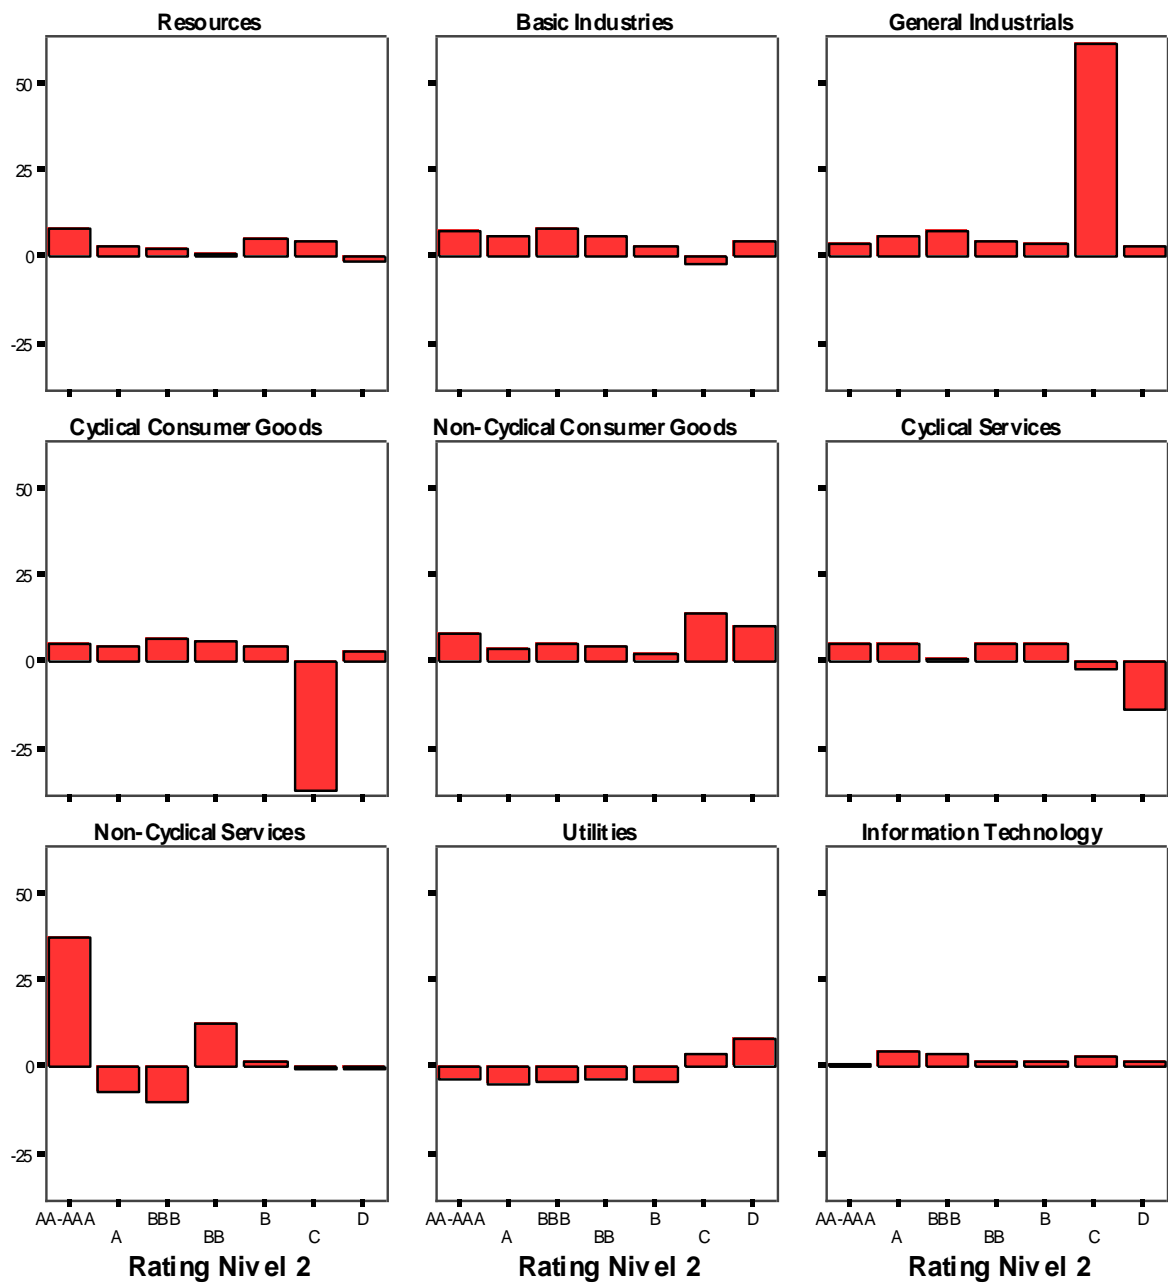 Resources Basic Industries General Industrials
50
25
0
-25
Cyclical Consumer Goods Non-Cyclical Consumer Goods Cyclical Services
50
25
0
-25
Non-Cyclical Services Utilities Information Technology
50
25
0
-25
AA-AAA BBB B D AA-AAA BBB B D AA-AAA BBB B D
A BB C A BB C A BB C
Rating Nivel 2 Rating Nivel 2 Rating Nivel 2